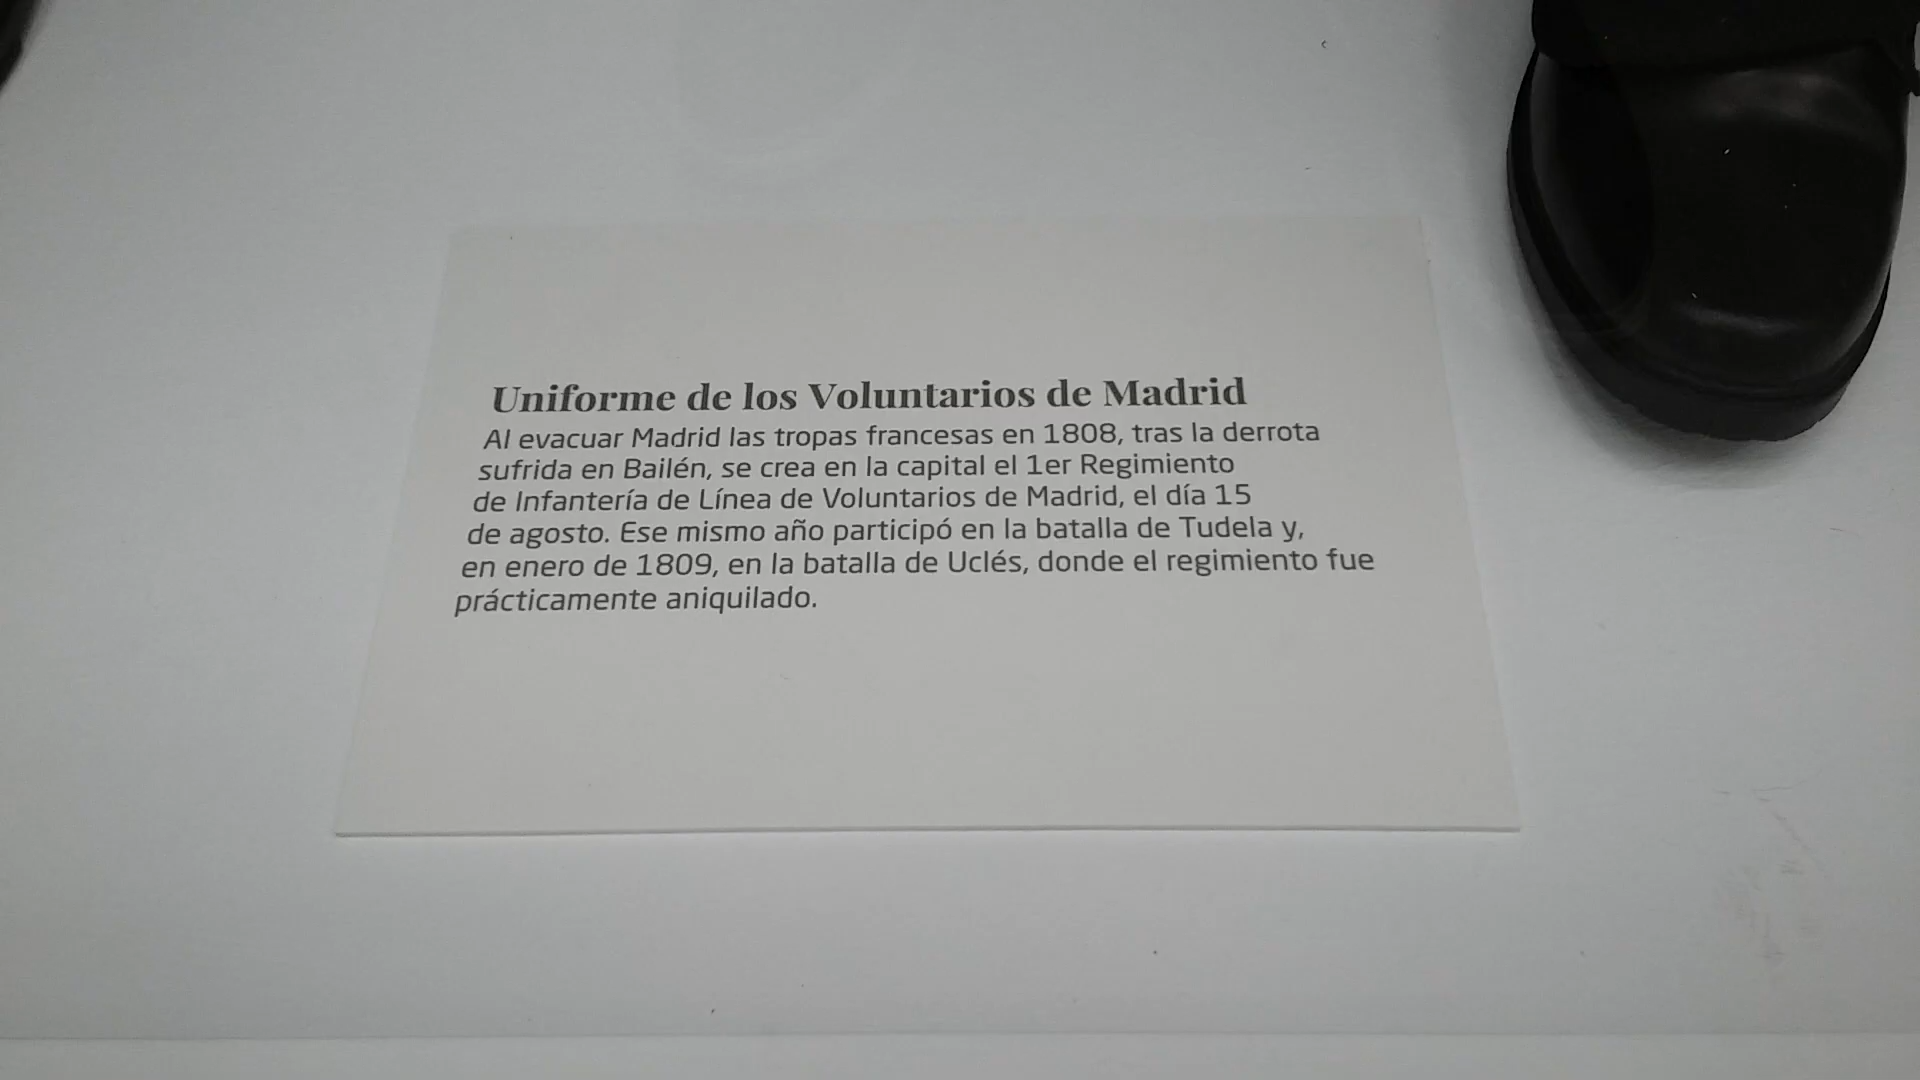 Uniforme de los Voluntarios de Madrid
Al evacuar Madrid las tropas francesas en 1808, tras la derrota
sufrida en Bailén, se crea en la capital el 1er Regimiento
de Infantería de Línea de Voluntarios de Madrid, el día 15
de agosto. Ese mismo año participó en la batalla de Tudela y,
en enero de 1809, en la batalla de Uclés, donde el regimiento fue
prácticamente aniquilado.